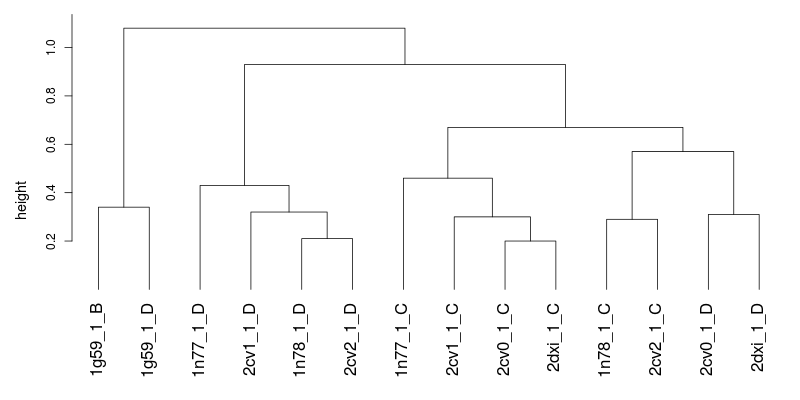 height
1.0
0.8
0.6
0.4
0.2
1g59_1_B
1g59_1_D
1n77_1_D
2cv1_1_D
1n78_1_D
2cv2_1_D
1n77_1_C
2cv1_1_C
2cv0_1_C
2dxi_1_C
1n78_1_C
2cv2_1_C
2cv0_1_D
2dxi_1_D